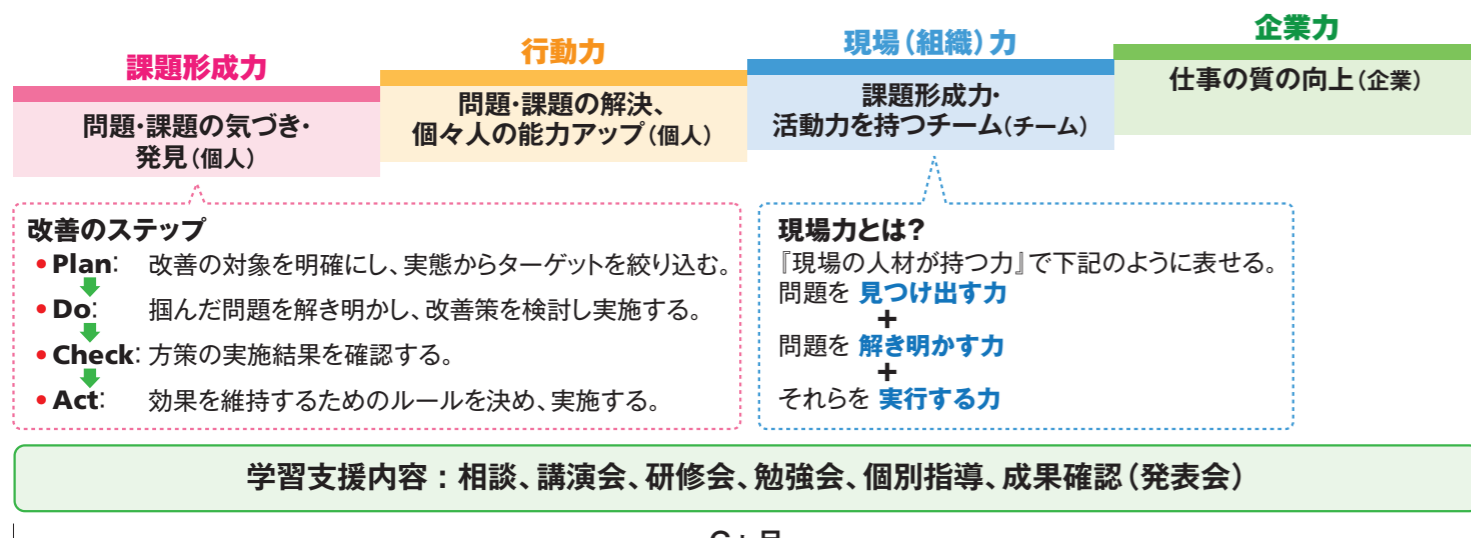 課題形成力
問題・課題の気づき・
発見(個人)
行動力
問題・課題の解決、
個々人の能力アップ(個人)
現場(組織)力
課題形成力・
活動力を持つチーム(チーム)
企業力
仕事の質の向上(企業)
改善のステップ
• Plan: 改善の対象を明確にし、実態からターゲットを絞り込む。
• Do: 掴んだ問題を解き明かし、改善策を検討し実施する。
• Check: 方策の実施結果を確認する。
• Act: 効果を維持するためのルールを決め、実施する。
現場力とは?
『現場の人材が持つ力』で下記のように表せる。
問題を 見つけ出す力
+
問題を 解き明かす力
+
それらを 実行する力
学習支援内容:相談、講演会、研修会、勉強会、個別指導、成果確認(発表会)